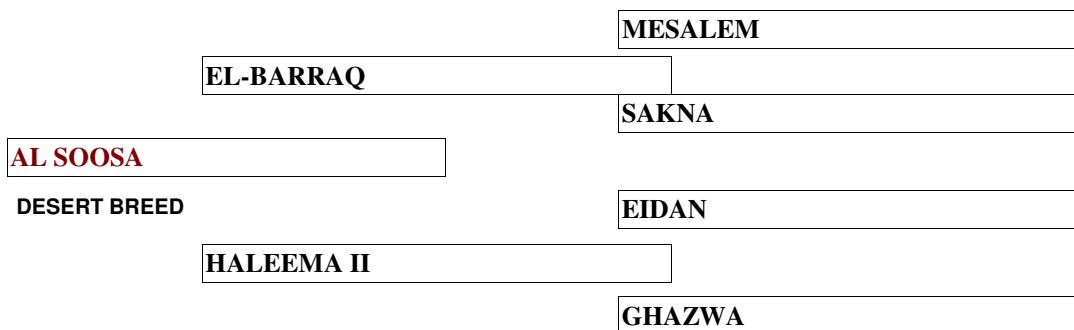 MESALEM
EL-BARRAQ
SAKNA
AL SOOSA
DESERT BREED
EIDAN
HALEEMA II
GHAZWA